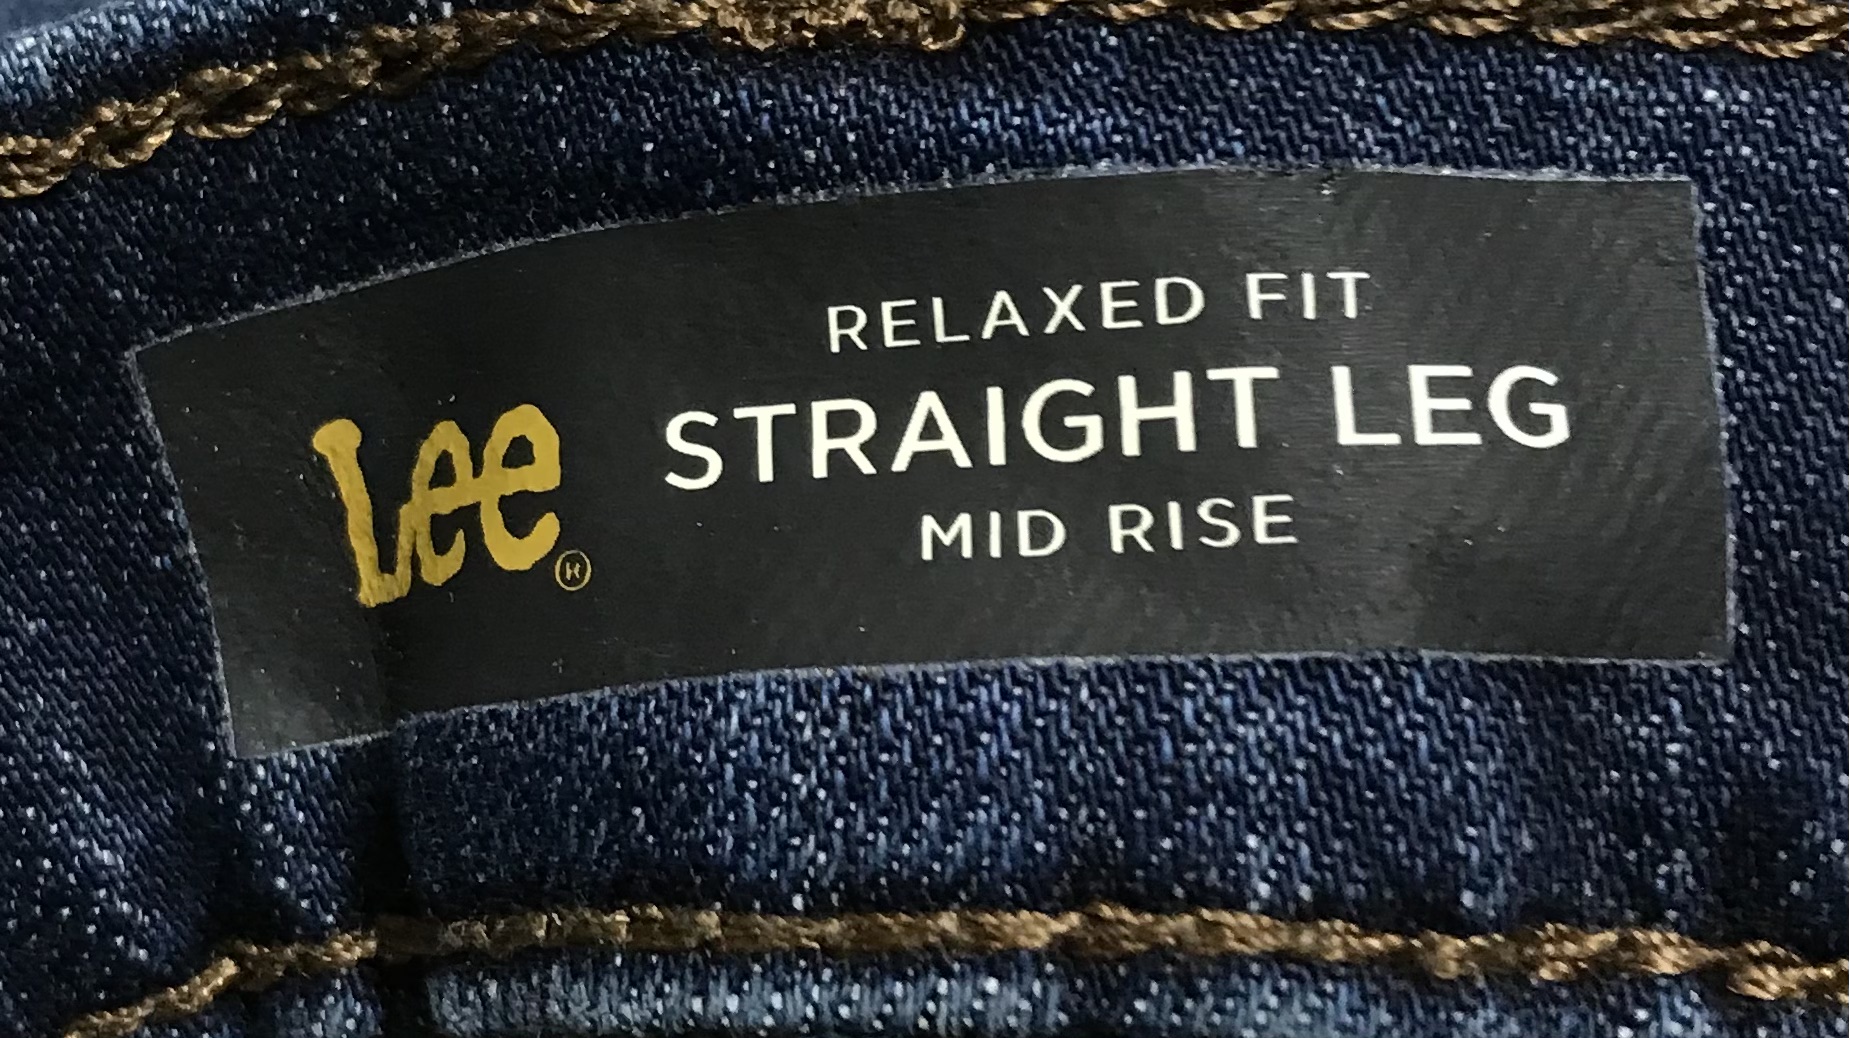 Lee®
RELAXED FIT
STRAIGHT LEG
MID RISE